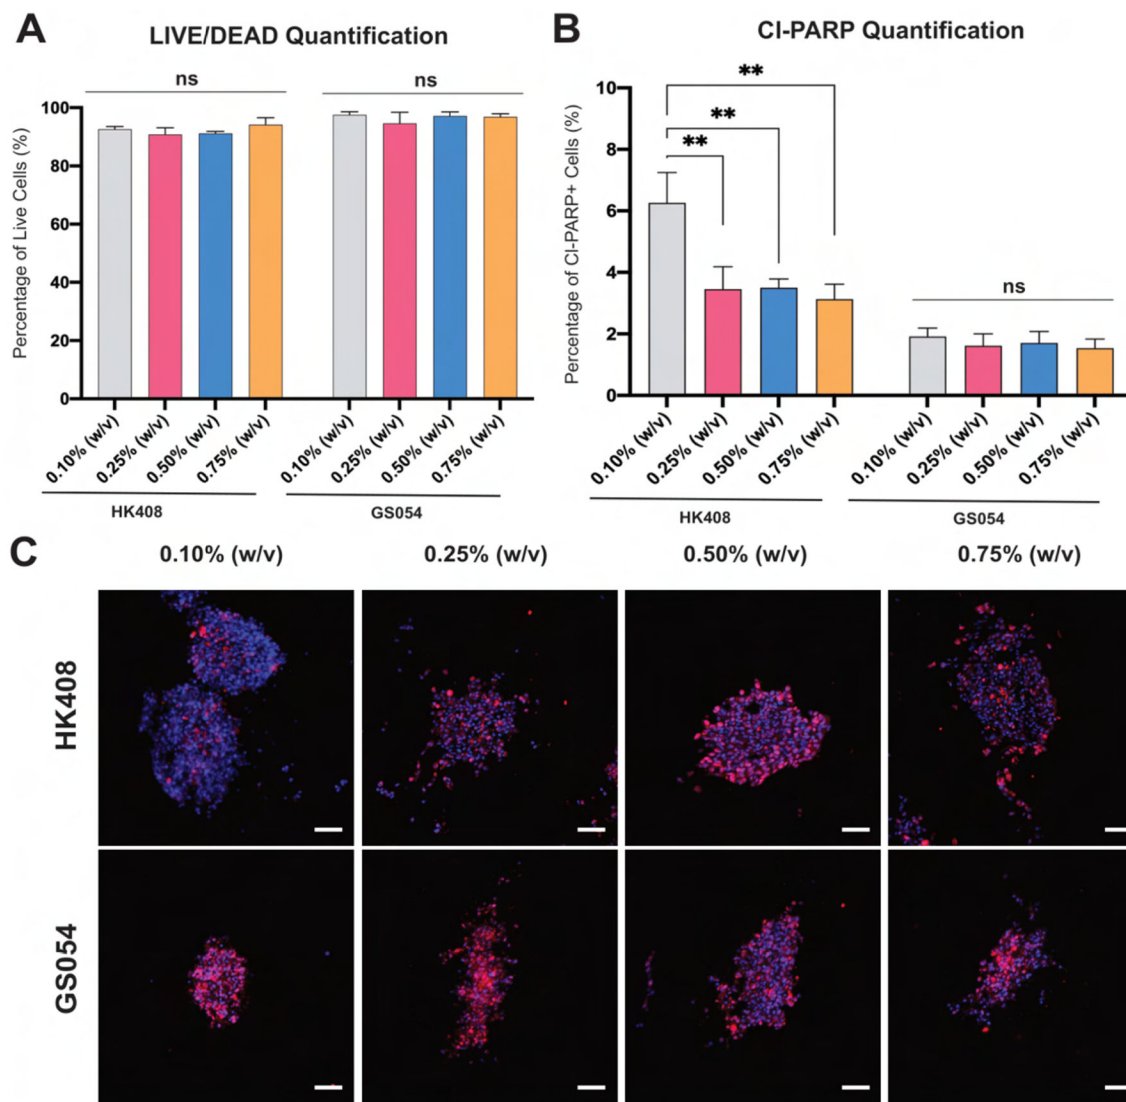 A
LIVE/DEAD Quantification
Percentage of Live Cells (%)
100
80
60
40
20
0
ns
ns
0.10% (w/v)
0.25% (w/v)
0.50% (w/v)
0.75% (w/v)
0.10% (w/v)
0.25% (w/v)
0.50% (w/v)
0.75% (w/v)
HK408
GS054
B
CI-PARP Quantification
Percentage of CI-PARP+ Cells (%)
10
8
6
4
2
0
**
**
**
ns
0.10% (w/v)
0.25% (w/v)
0.50% (w/v)
0.75% (w/v)
0.10% (w/v)
0.25% (w/v)
0.50% (w/v)
0.75% (w/v)
HK408
GS054
C
0.10% (w/v)
0.25% (w/v)
0.50% (w/v)
0.75% (w/v)
HK408
GS054